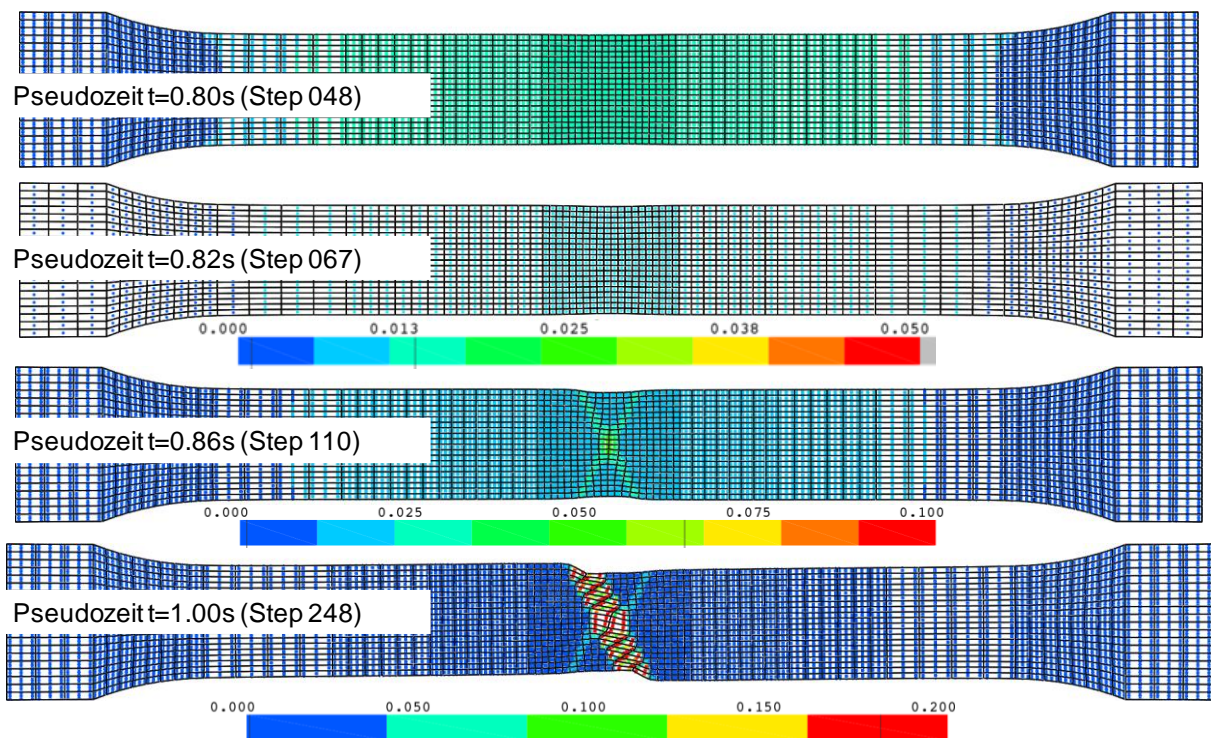 Pseudozeit t=0.80s (Step 048)
Pseudozeit t=0.82s (Step 067)
0.000 0.013 0.025 0.038 0.050
Pseudozeit t=0.86s (Step 110)
0.000 0.025 0.050 0.075 0.100
Pseudozeit t=1.00s (Step 248)
0.000 0.050 0.100 0.150 0.200